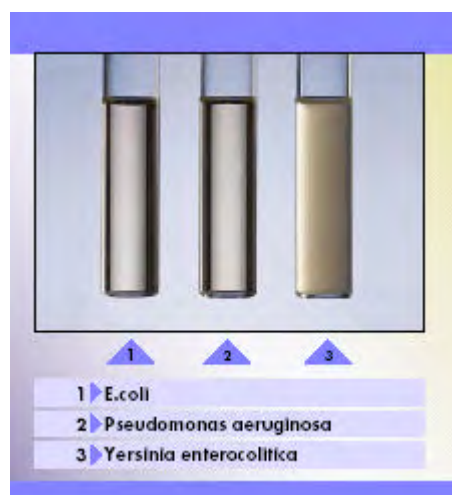 1 2 3
1 E.coli
2 Pseudomonas aeruginosa
3 Yersinia enterocolitica